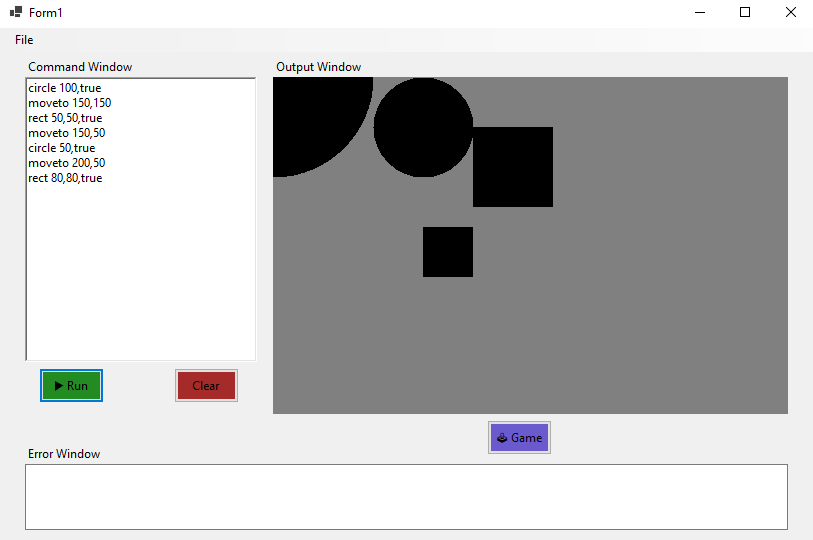 Form1
File
Command Window
Output Window
circle 100,true
moveto 150,150
rect 50,50,true
moveto 150,50
circle 50,true
moveto 200,50
rect 80,80,true
Run
Clear
Game
Error Window